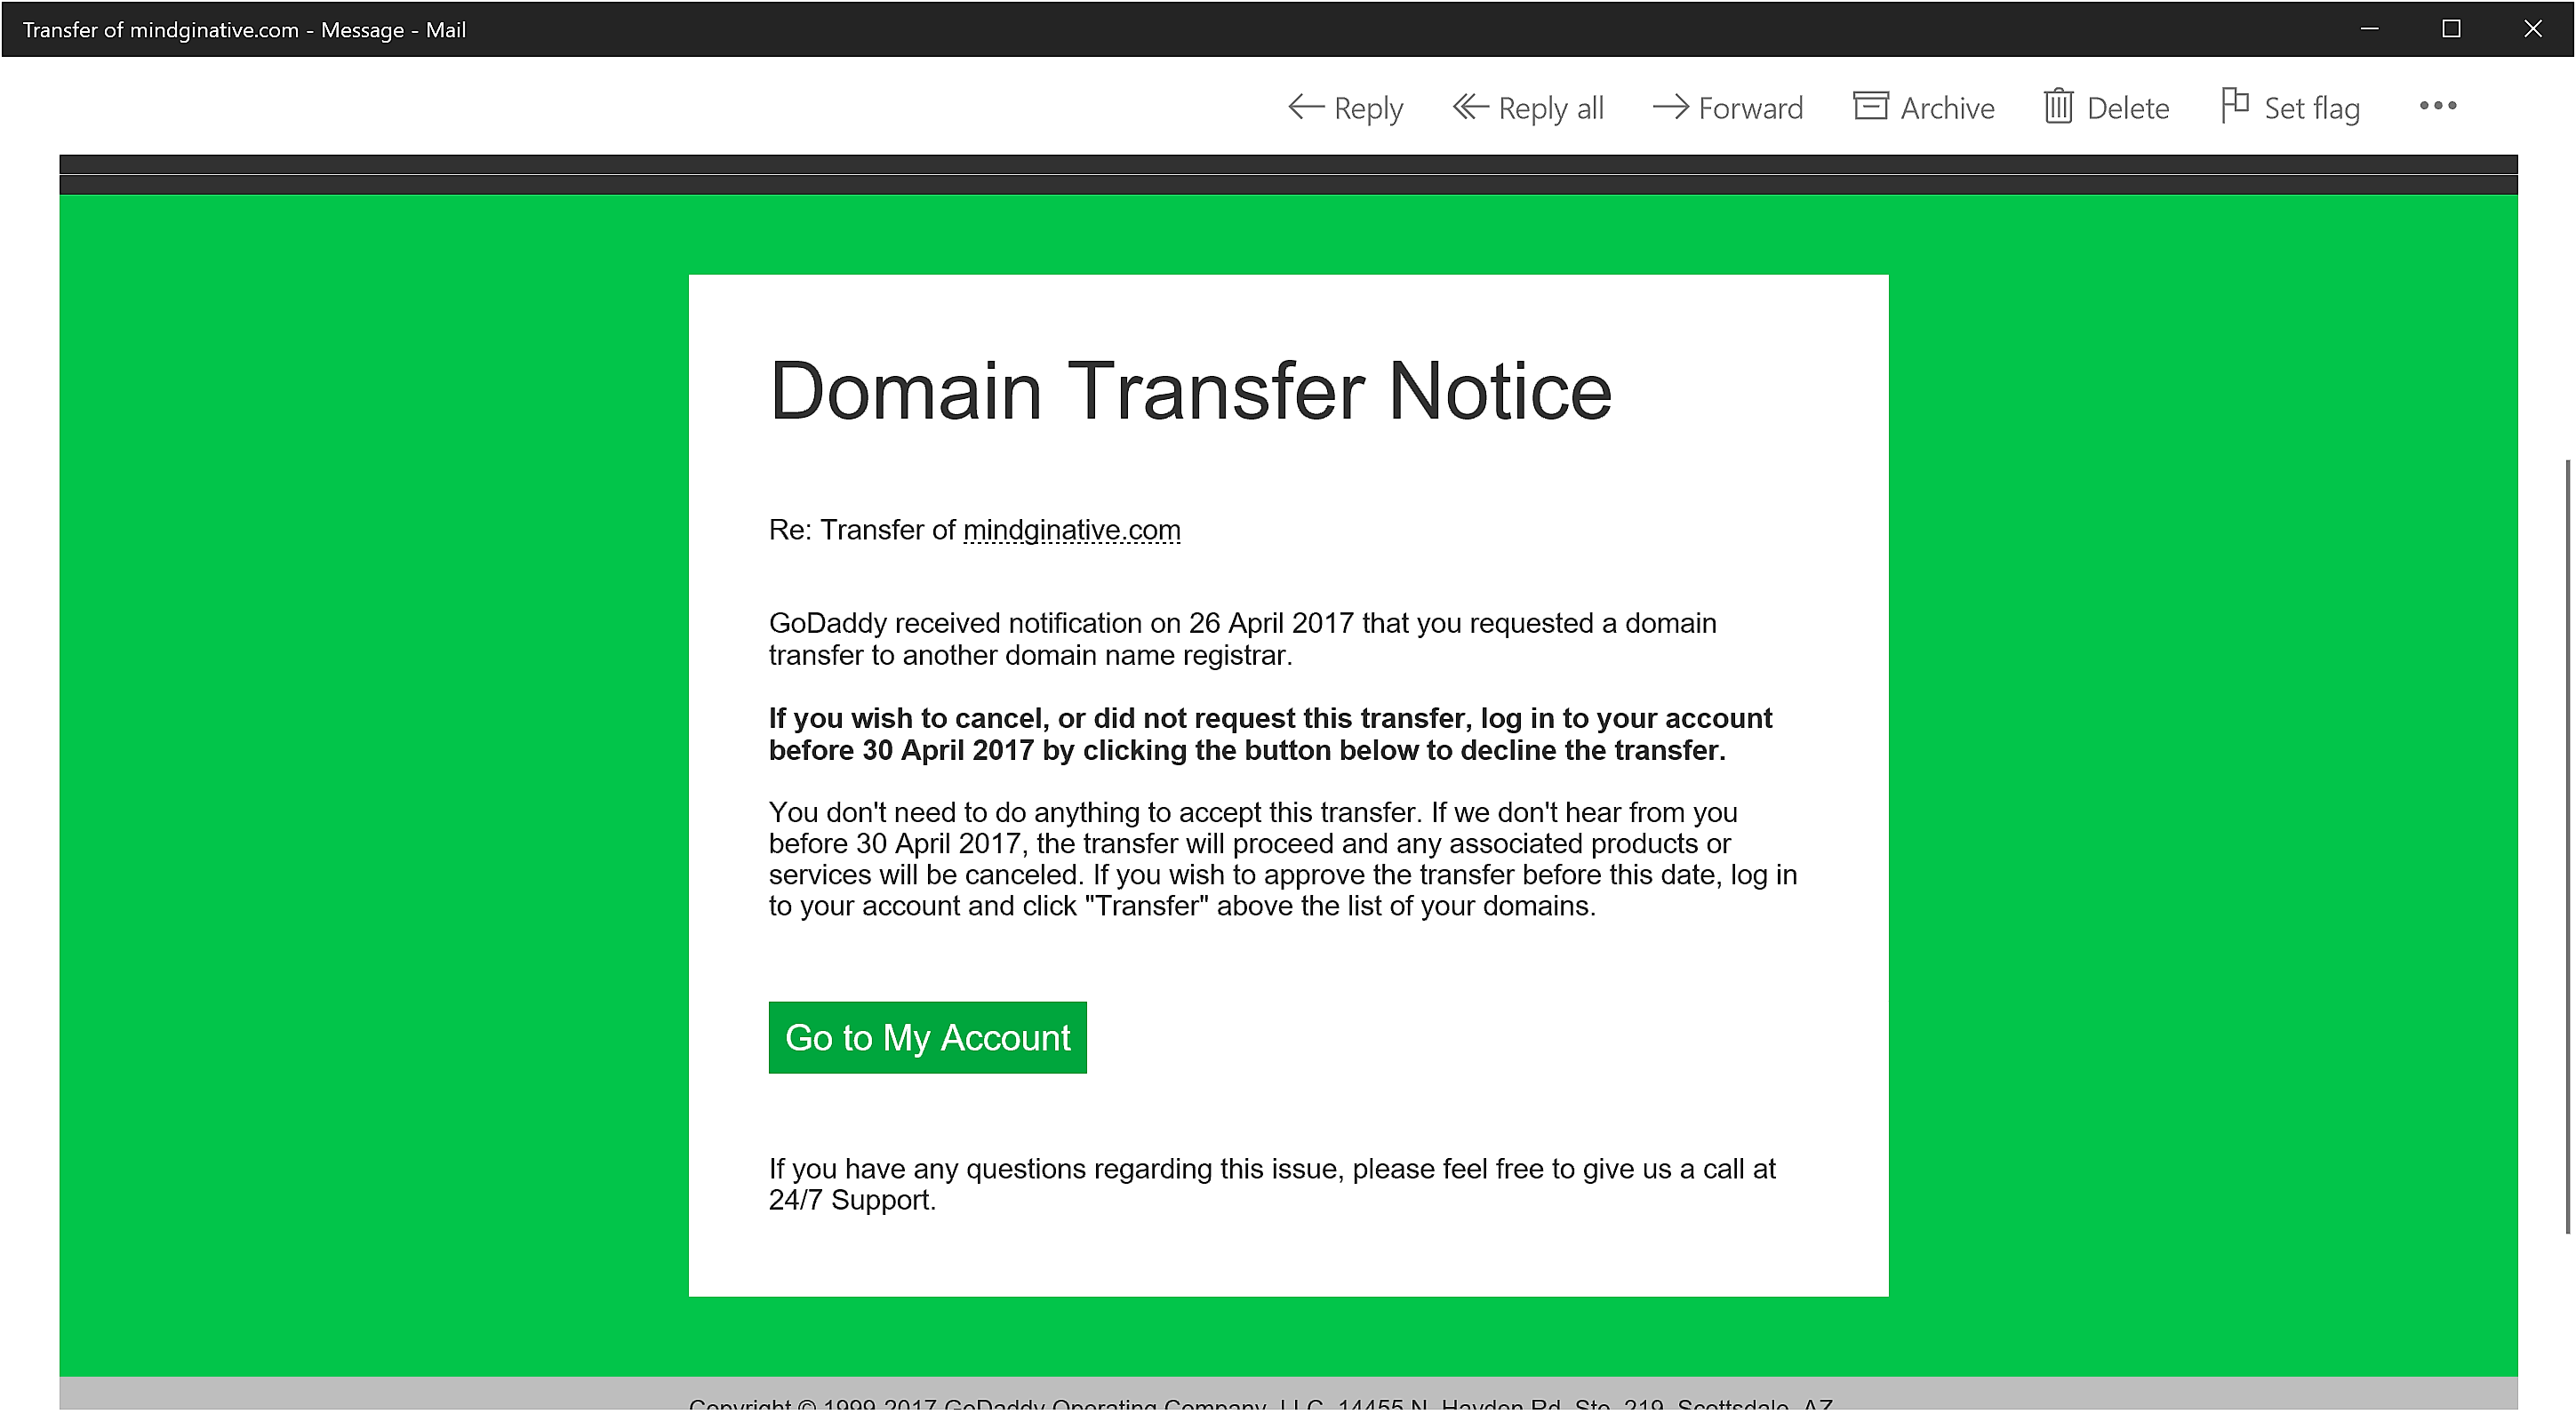 Transfer of mindginative.com - Message - Mail
Reply Reply all Forward Archive Delete Set flag
Domain Transfer Notice
Re: Transfer of mindginative.com
GoDaddy received notification on 26 April 2017 that you requested a domain
transfer to another domain name registrar.
If you wish to cancel, or did not request this transfer, log in to your account
before 30 April 2017 by clicking the button below to decline the transfer.
You don't need to do anything to accept this transfer. If we don't hear from you
before 30 April 2017, the transfer will proceed and any associated products or
services will be canceled. If you wish to approve the transfer before this date, log in
to your account and click "Transfer" above the list of your domains.
Go to My Account
If you have any questions regarding this issue, please feel free to give us a call at
24/7 Support.
Copyright © 1999-2017 GoDaddy Operating Company, LLC. 14455 N. Hayden Rd, Ste. 219, Scottsdale, AZ